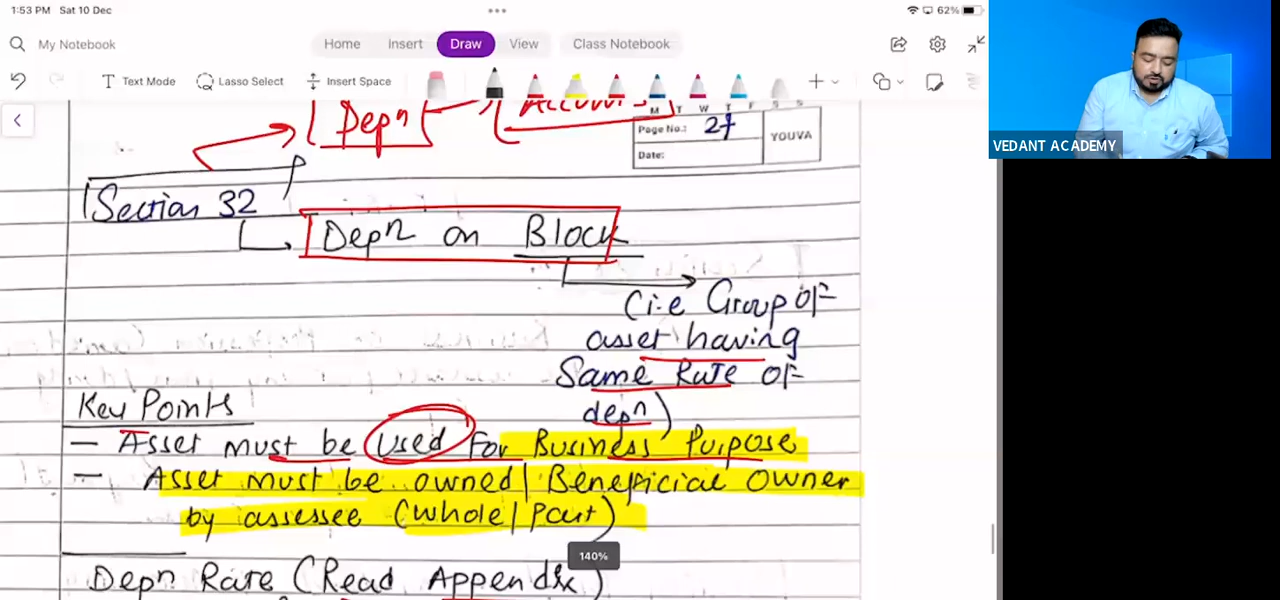 1:53 PM Sat 10 Dec
62%
My Notebook
Home Insert Draw View Class Notebook
Text Mode Lasso Select Insert Space
Depn Accounts
M T W T F S S
Page No.: 27
YOUVA
Date:
Section 32
Depn on Block
(i.e Group of
asset having
Same Rate of
depn)
Key Points
— Asset must be used For Business Purpose
— Asset must be owned | Beneficial Owner
by assessee (whole | Part)
140%
Depn Rate (Read Appendix)
VEDANT ACADEMY